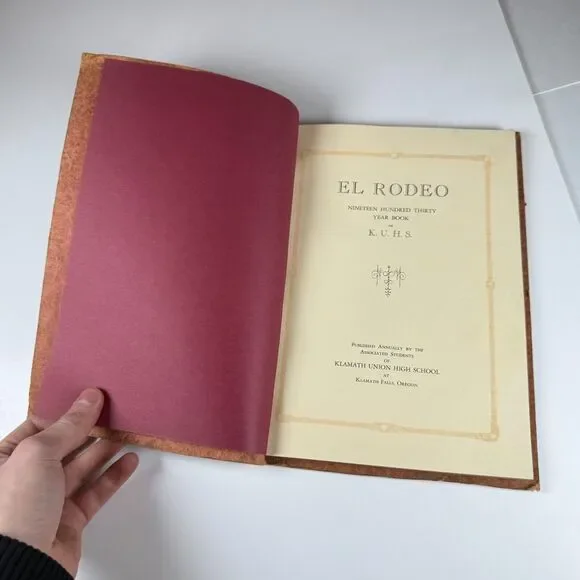 EL RODEO
NINETEEN HUNDRED THIRTY
YEAR BOOK
OF
K. U. H. S.
PUBLISHED ANNUALLY BY THE
ASSOCIATED STUDENTS
OF
KLAMATH UNION HIGH SCHOOL
AT
KLAMATH FALLS, OREGON